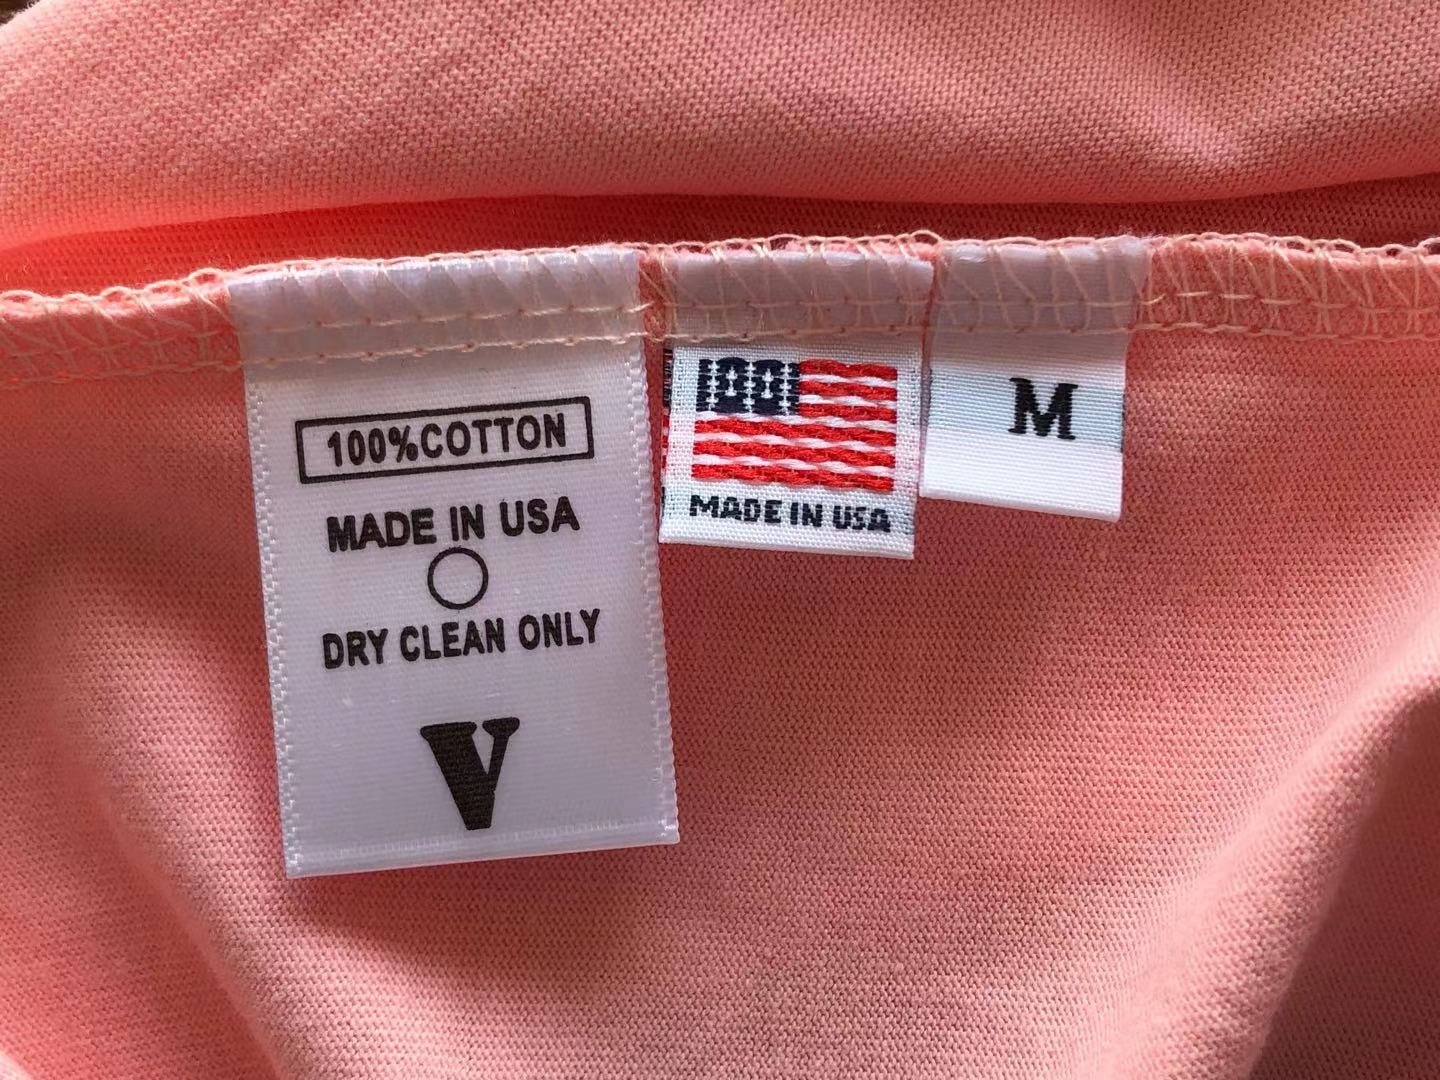 100%COTTON
MADE IN USA
DRY CLEAN ONLY
V
MADE IN USA
M